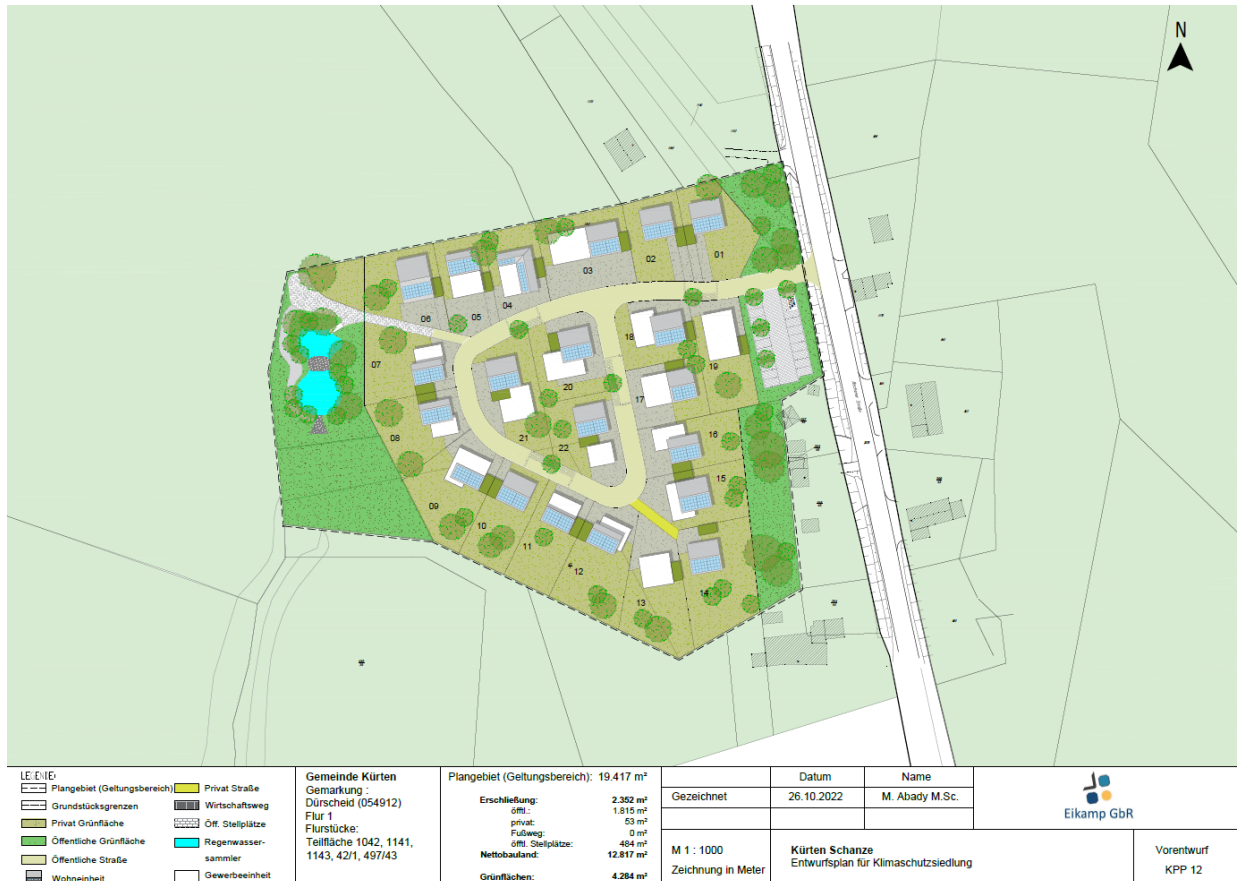 N
01
02
03
04
05
06
07
18
19
20
17
21
22
16
08
15
09
10
11
12
14
13
LEGENDE
Plangebiet (Geltungsbereich)
Grundstücksgrenzen
Privat Grünfläche
Öffentliche Grünfläche
Öffentliche Straße
Wohneinheit
Privat Straße
Wirtschaftsweg
Öff. Stellplätze
Regenwasser-
sammler
Gewerbeeinheit
Gemeinde Kürten
Gemarkung :
Dürscheid (054912)
Flur 1
Flurstücke:
Teilfläche 1042, 1141,
1143, 42/1, 497/43
Plangebiet (Geltungsbereich): 19.417 m²
Erschließung: 2.352 m²
öfftl.: 1.815 m²
privat: 53 m²
Fußweg: 0 m²
öfftl. Stellplätze: 484 m²
Nettobauland: 12.817 m²
Grünflächen: 4.284 m²
Datum Name
Gezeichnet 26.10.2022 M. Abady M.Sc.
Eikamp GbR
M 1 : 1000
Zeichnung in Meter
Kürten Schanze
Entwurfsplan für Klimaschutzsiedlung
Vorentwurf
KPP 12